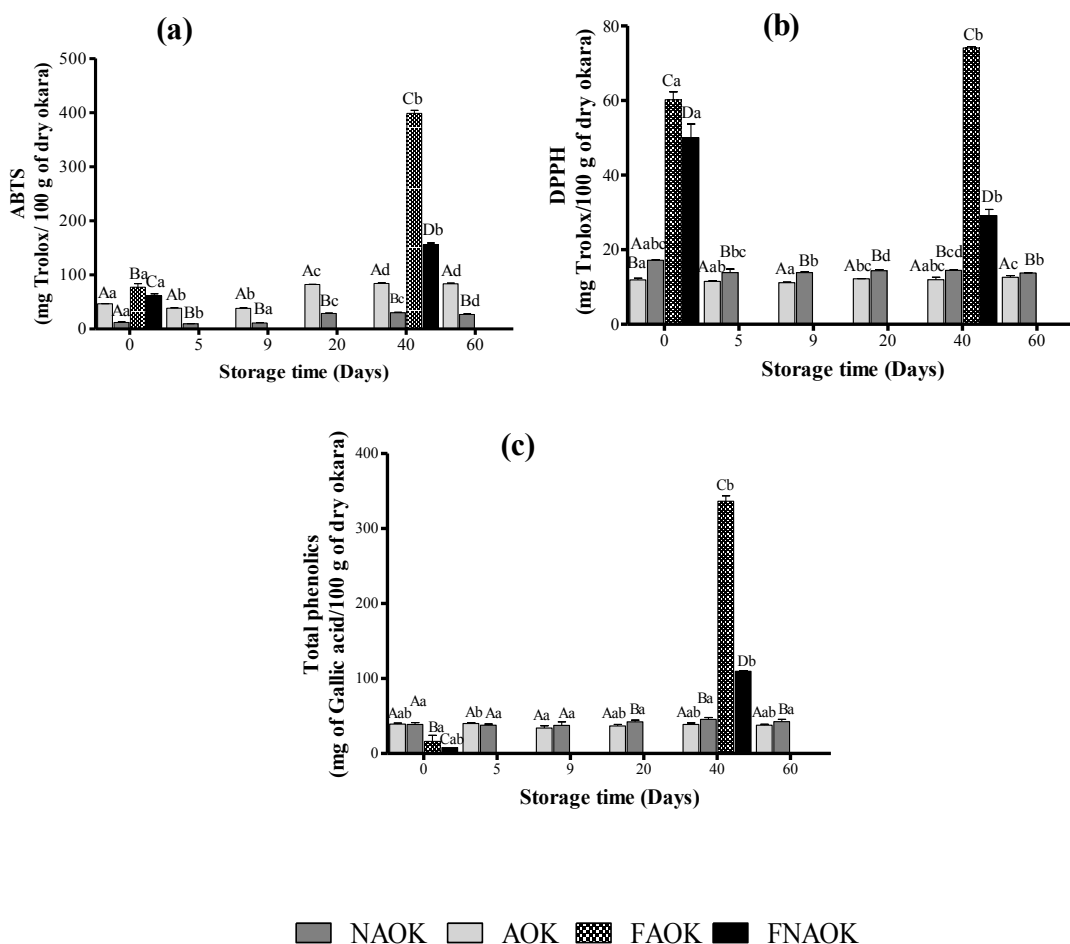 (a)
ABTS
(mg Trolox/ 100 g of dry okara)
500
400
300
200
100
0
Aa
Aa
Ba
Ca
Ab
Bb
Ab
Ba
Ac
Bc
Ad
Bc
Cb
Db
Ad
Bd
0 5 9 20 40 60
Storage time (Days)
(b)
DPPH
(mg Trolox/100 g of dry okara)
80
60
40
20
0
Ba
Aabc
Ca
Da
Aab
Bbc
Aa
Bb
Abc
Bd
Aabc
Bcd
Cb
Db
Ac
Bb
0 5 9 20 40 60
Storage time (Days)
(c)
Total phenolics
(mg of Gallic acid/100 g of dry okara)
400
300
200
100
0
Aab
Aa
Ba
Cab
Ab
Aa
Aa
Aa
Aab
Ba
Aab
Ba
Cb
Db
Aab
Ba
0 5 9 20 40 60
Storage time (Days)
NAOK AOK FAOK FNAOK